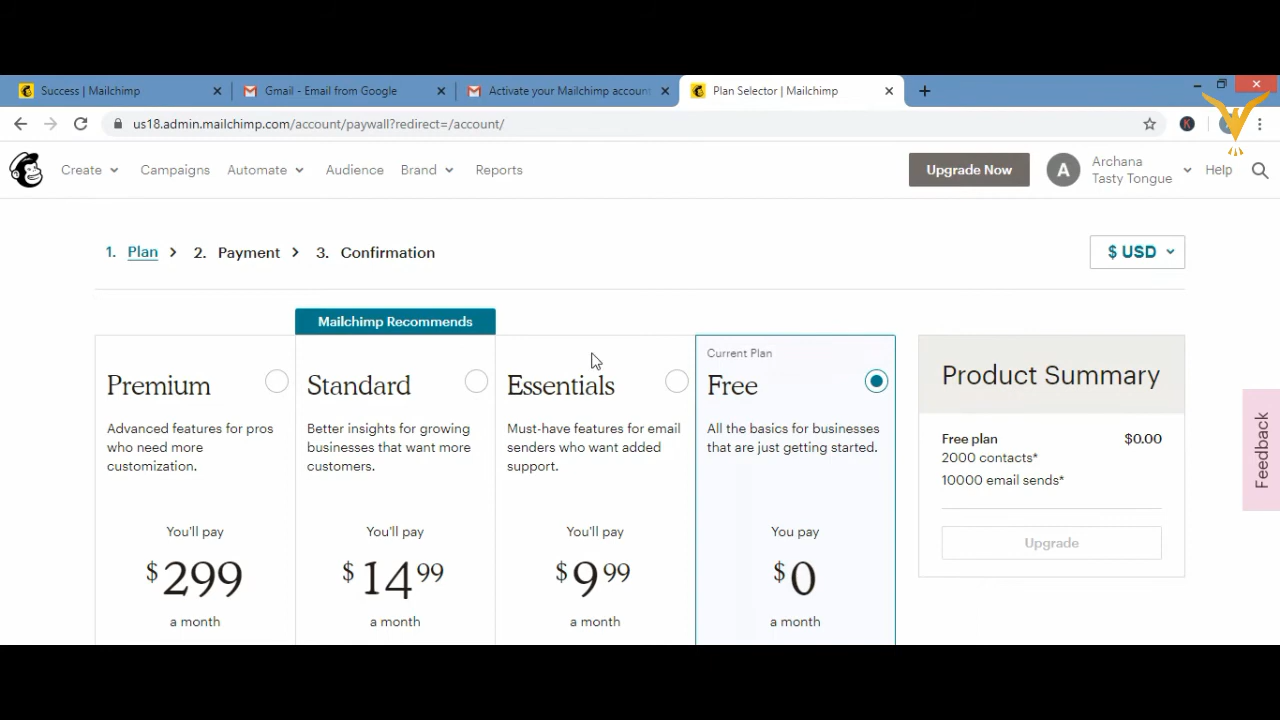 Success | Mailchimp
Gmail - Email from Google
Activate your Mailchimp account
Plan Selector | Mailchimp
us18.admin.mailchimp.com/account/paywall?redirect=/account/
Create
Campaigns
Automate
Audience
Brand
Reports
Upgrade Now
A
Archana
Tasty Tongue
Help
1. Plan > 2. Payment > 3. Confirmation
$ USD
Mailchimp Recommends
Premium
Advanced features for pros
who need more
customization.
You'll pay
$299
a month
Standard
Better insights for growing
businesses that want more
customers.
You'll pay
$14 99
a month
Essentials
Must-have features for email
senders who want added
support.
You'll pay
$9 99
a month
Current Plan
Free
All the basics for businesses
that are just getting started.
You pay
$0
a month
Product Summary
Free plan $0.00
2000 contacts*
10000 email sends*
Upgrade
Feedback